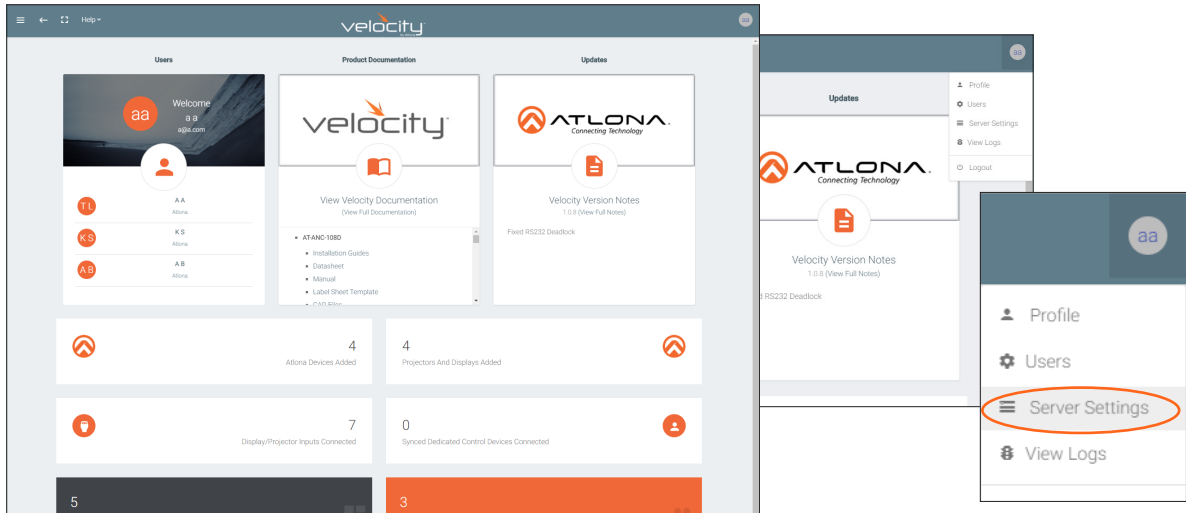 Help
velocity
by Atlona
aa
Users
Product Documentation
Updates
aa
Welcome
a a
a@a.com
TL
A A
Atlona
KS
K S
Atlona
AB
A B
Atlona
velocity
View Velocity Documentation
(View Full Documentation)
AT-ANC-108D
Installation Guides
Datasheet
Manual
Label Sheet Template
CAD Files
ATLONA.
Connecting Technology
Velocity Version Notes
1.0.8 (View Full Notes)
Fixed RS232 Deadlock
4
Atlona Devices Added
4
Projectors And Displays Added
7
Display/Projector Inputs Connected
0
Synced Dedicated Control Devices Connected
5
3
aa
Updates
ATLONA.
Connecting Technology
Velocity Version Notes
1.0.8 (View Full Notes)
RS232 Deadlock
Profile
Users
Server Settings
View Logs
Logout
aa
Profile
Users
Server Settings
View Logs